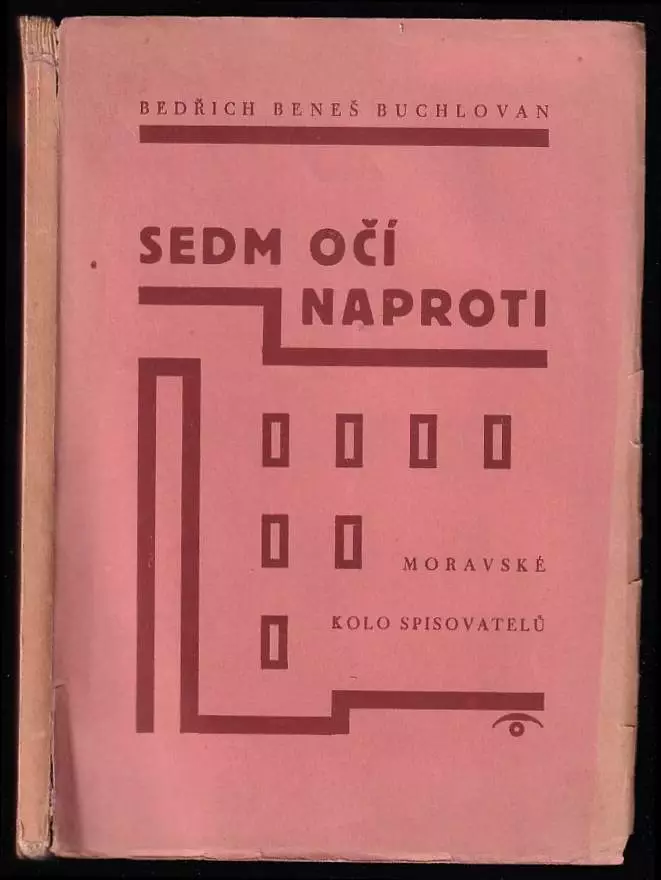 BEDŘICH BENEŠ BUCHLOVAN
SEDM OČÍ
NAPROTI
MORAVSKÉ
KOLO SPISOVATELŮ